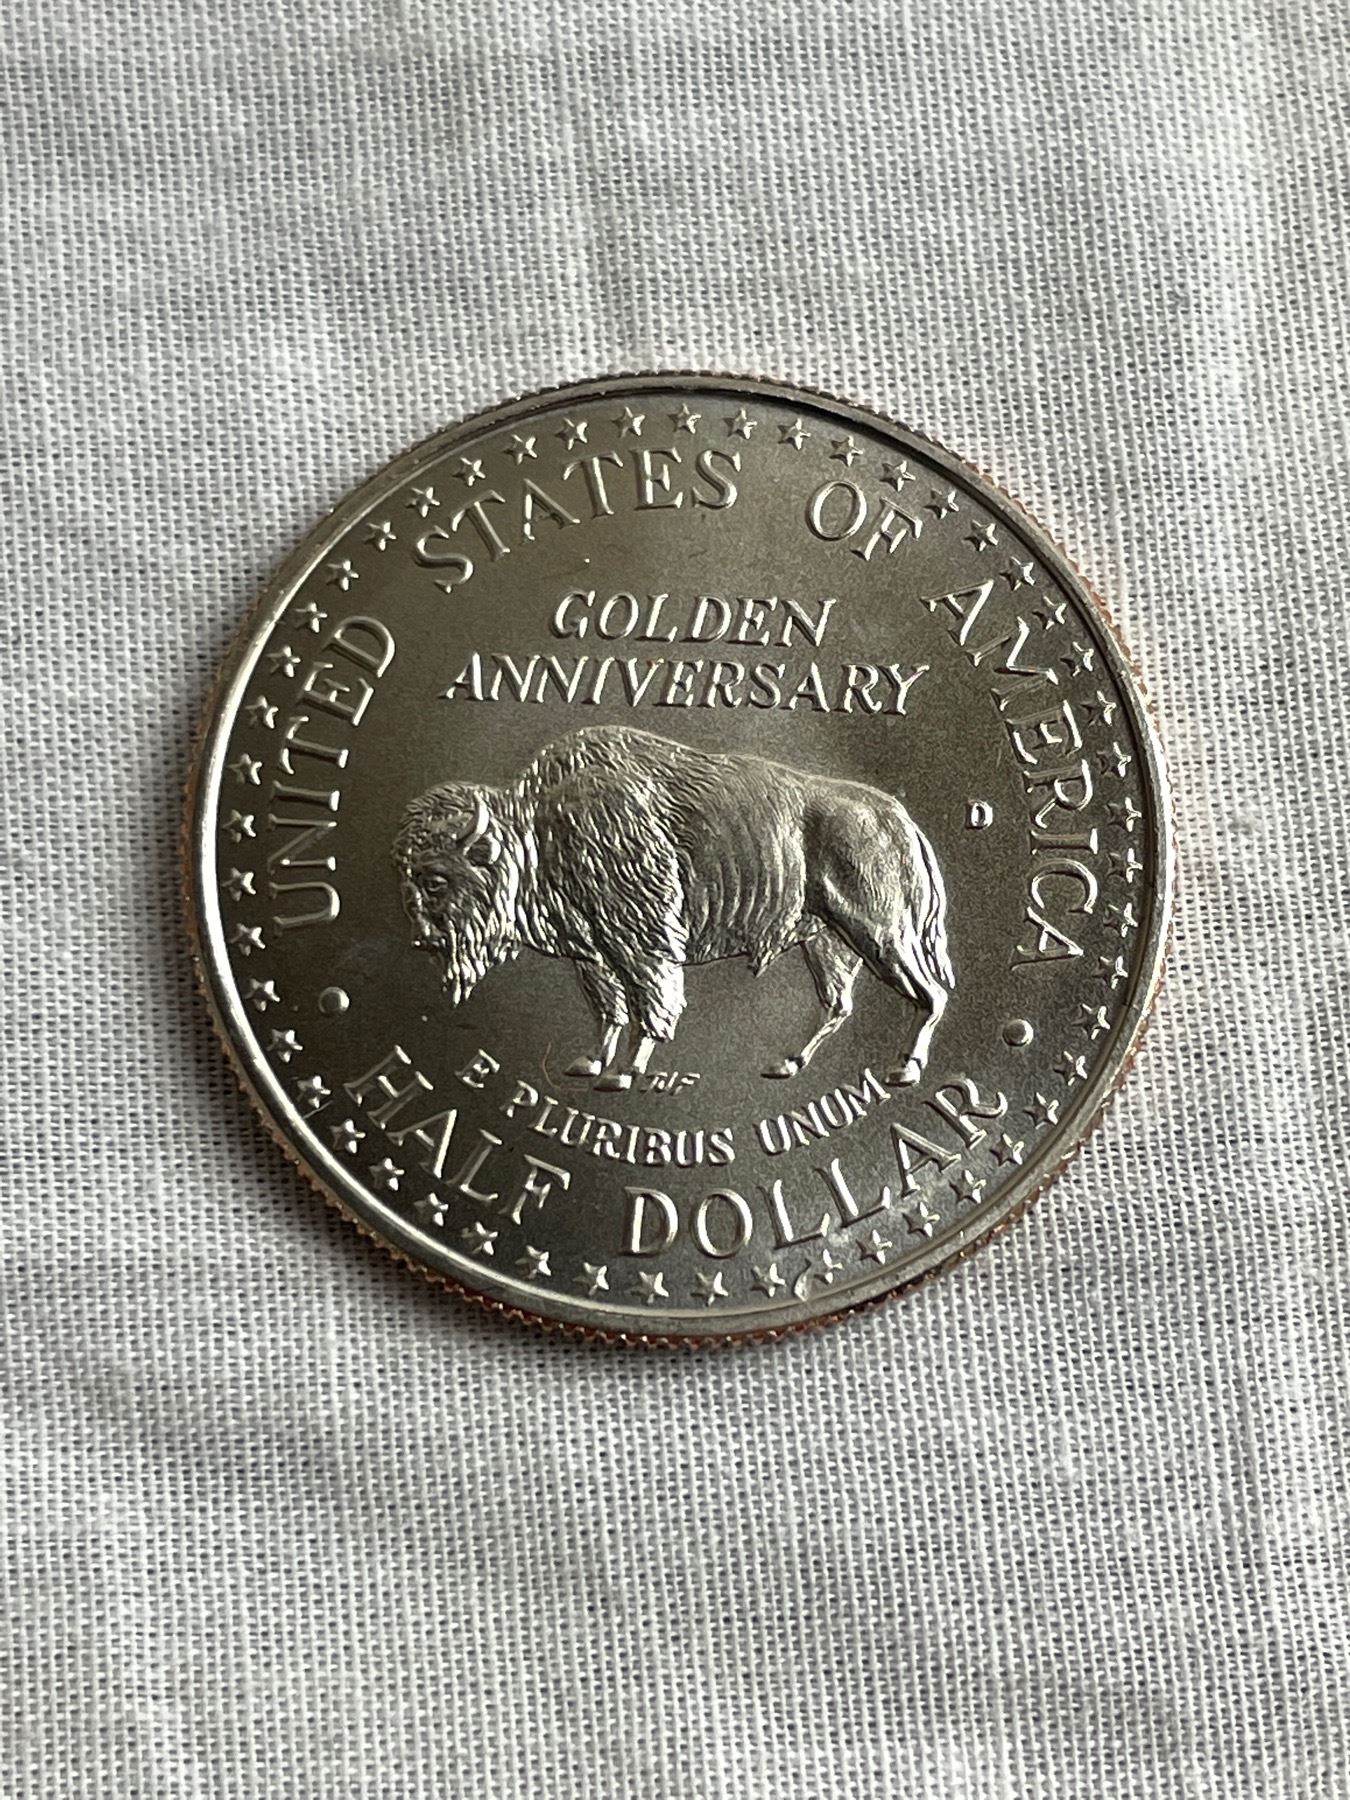 UNITED STATES OF AMERICA
GOLDEN
ANNIVERSARY
D
E PLURIBUS UNUM
HALF DOLLAR